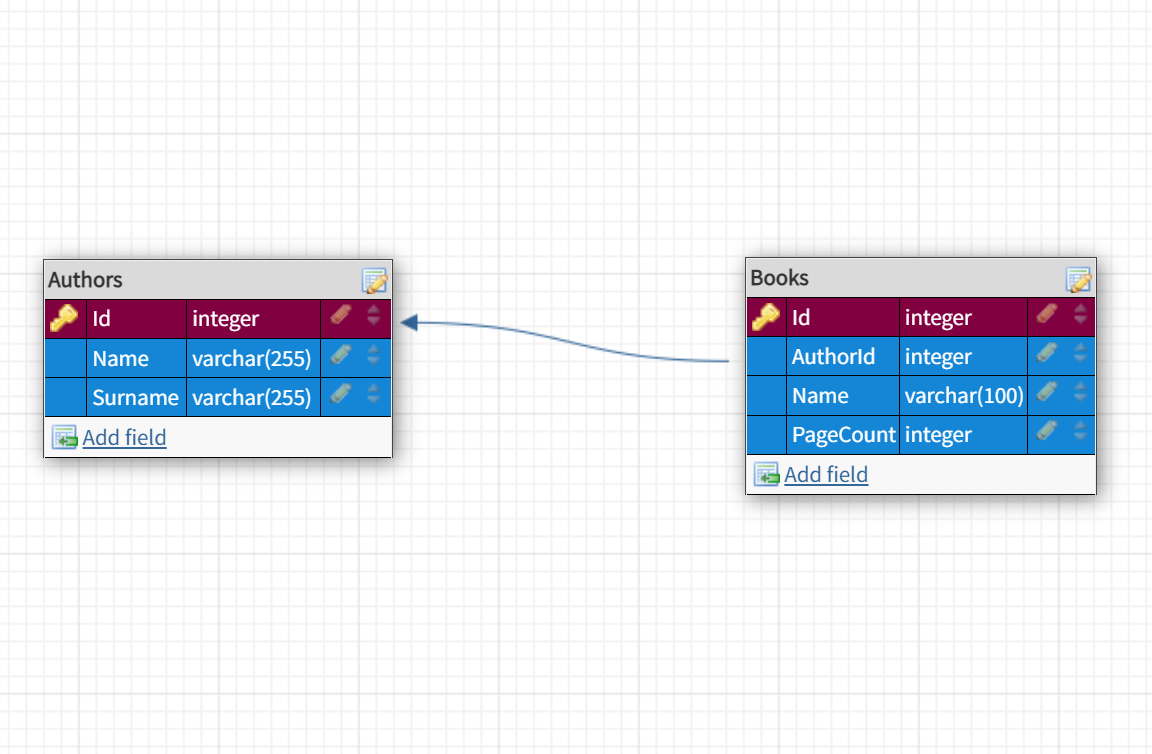 Authors
Id integer
Name varchar(255)
Surname varchar(255)
Add field
Books
Id integer
AuthorId integer
Name varchar(100)
PageCount integer
Add field